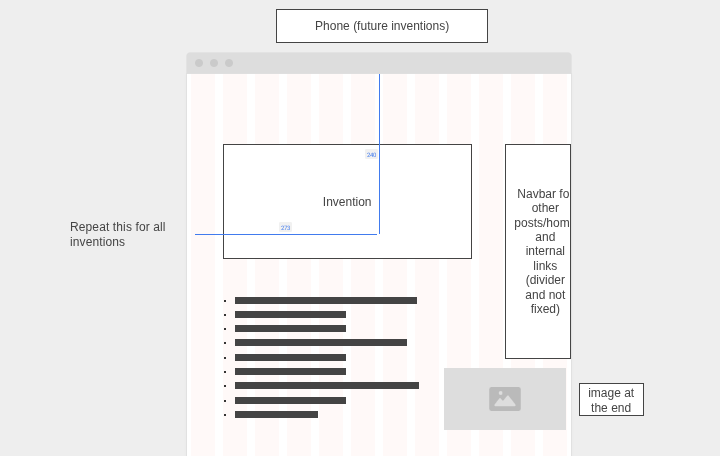 Phone (future inventions)
240
Invention
273
Repeat this for all
inventions
Navbar fo
other
posts/hom
and
internal
links
(divider
and not
fixed)
image at
the end